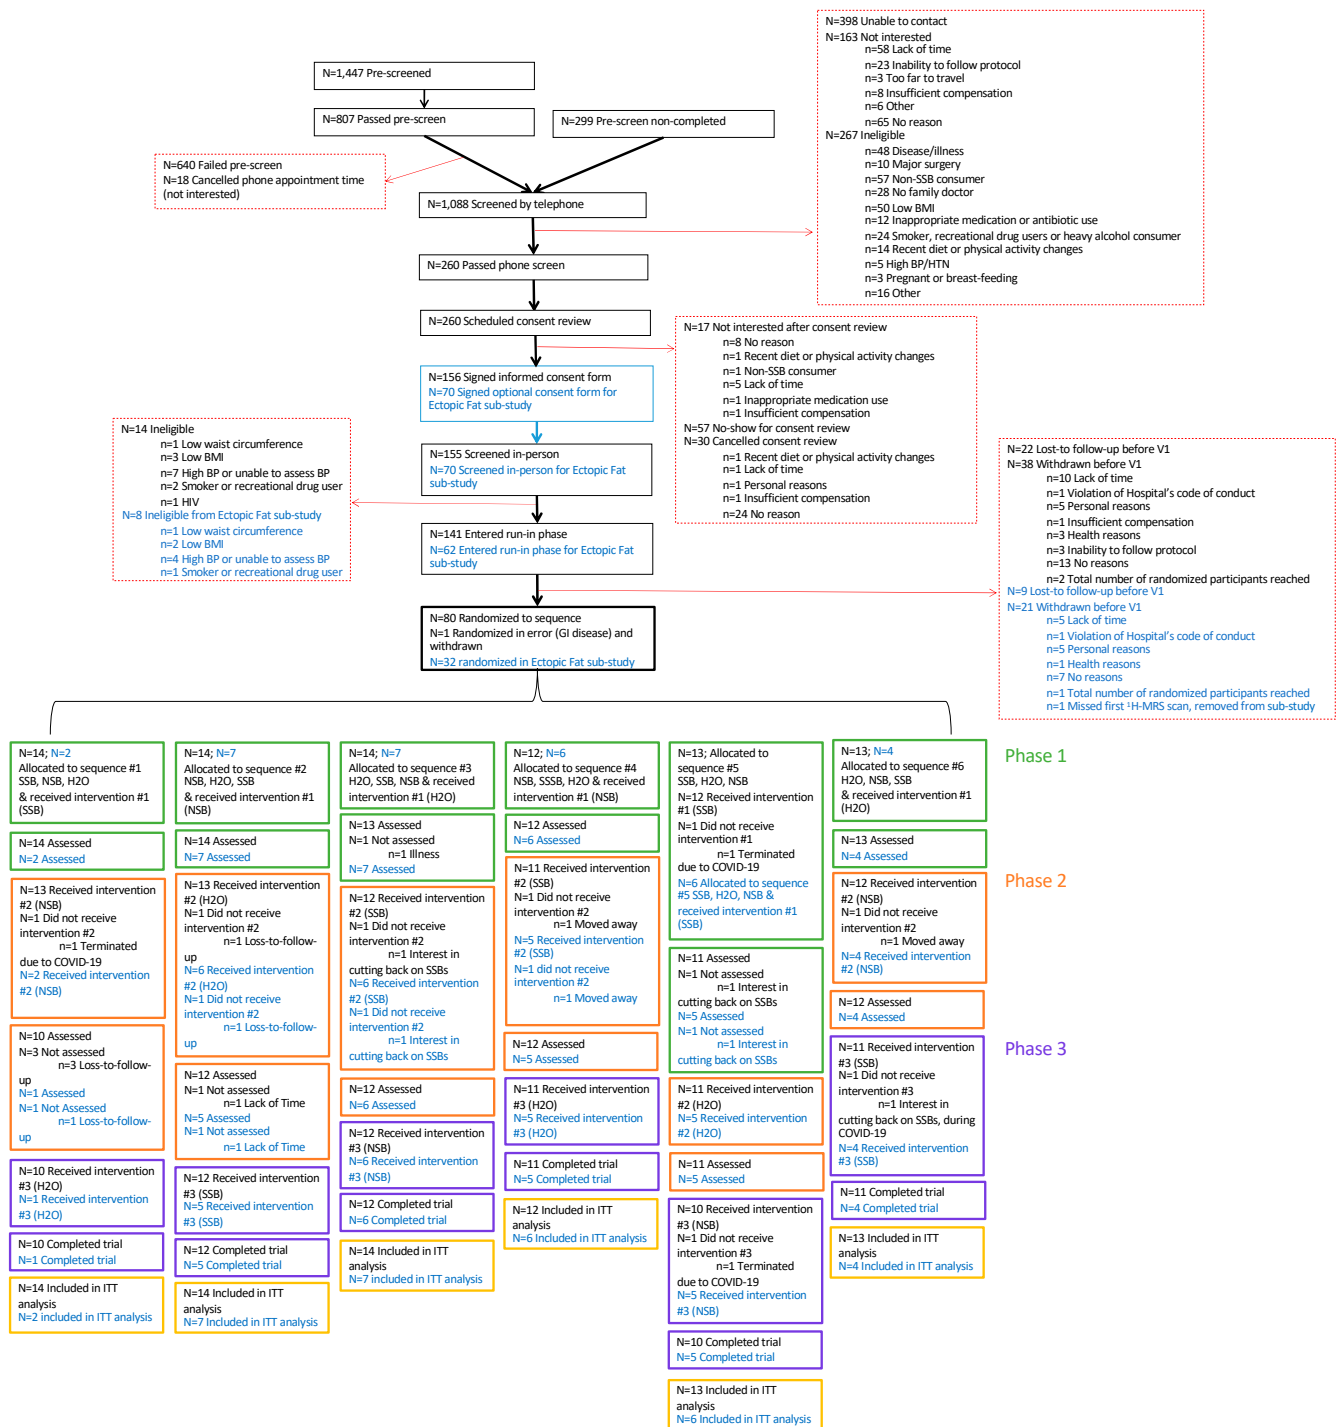 N=398 Unable to contact
N=163 Not interested
n=58 Lack of time
n=23 Inability to follow protocol
n=3 Too far to travel
n=8 Insufficient compensation
n=6 Other
n=65 No reason
N=267 Ineligible
n=48 Disease/illness
n=10 Major surgery
n=57 Non-SSB consumer
n=28 No family doctor
n=50 Low BMI
n=12 Inappropriate medication or antibiotic use
n=24 Smoker, recreational drug users or heavy alcohol consumer
n=14 Recent diet or physical activity changes
n=5 High BP/HTN
n=3 Pregnant or breast-feeding
n=16 Other
N=1,447 Pre-screened
N=807 Passed pre-screen
N=299 Pre-screen non-completed
N=640 Failed pre-screen
N=18 Cancelled phone appointment time
(not interested)
N=1,088 Screened by telephone
N=260 Passed phone screen
N=260 Scheduled consent review
N=17 Not interested after consent review
n=8 No reason
n=1 Recent diet or physical activity changes
n=1 Non-SSB consumer
n=5 Lack of time
n=1 Inappropriate medication use
n=1 Insufficient compensation
N=57 No-show for consent review
N=30 Cancelled consent review
n=1 Recent diet or physical activity changes
n=1 Lack of time
n=1 Personal reasons
n=1 Insufficient compensation
n=24 No reason
N=156 Signed informed consent form
N=70 Signed optional consent form for
Ectopic Fat sub-study
N=14 Ineligible
n=1 Low waist circumference
n=3 Low BMI
n=7 High BP or unable to assess BP
n=2 Smoker or recreational drug user
n=1 HIV
N=8 Ineligible from Ectopic Fat sub-study
n=1 Low waist circumference
n=2 Low BMI
n=4 High BP or unable to assess BP
n=1 Smoker or recreational drug user
N=155 Screened in-person
N=70 Screened in-person for Ectopic Fat
sub-study
N=141 Entered run-in phase
N=62 Entered run-in phase for Ectopic Fat
sub-study
N=22 Lost-to follow-up before V1
N=38 Withdrawn before V1
n=10 Lack of time
n=1 Violation of Hospital's code of conduct
n=5 Personal reasons
n=1 Insufficient compensation
n=3 Health reasons
n=3 Inability to follow protocol
n=13 No reasons
n=2 Total number of randomized participants reached
N=9 Lost-to follow-up before V1
N=21 Withdrawn before V1
n=5 Lack of time
n=1 Violation of Hospital's code of conduct
n=5 Personal reasons
n=1 Health reasons
n=7 No reasons
n=1 Total number of randomized participants reached
n=1 Missed first ¹H-MRS scan, removed from sub-study
N=80 Randomized to sequence
N=1 Randomized in error (GI disease) and
withdrawn
N=32 randomized in Ectopic Fat sub-study
Phase 1
Phase 2
Phase 3
N=14; N=2
Allocated to sequence #1
SSB, NSB, H2O
& received intervention #1
(SSB)
N=14 Assessed
N=2 Assessed
N=13 Received intervention
#2 (NSB)
N=1 Did not receive
intervention #2
n=1 Terminated
due to COVID-19
N=2 Received intervention
#2 (NSB)
N=10 Assessed
N=3 Not assessed
n=3 Loss-to-follow-
up
N=1 Assessed
N=1 Not Assessed
n=1 Loss-to-follow-
up
N=10 Received intervention
#3 (H2O)
N=1 Received intervention
#3 (H2O)
N=10 Completed trial
N=1 Completed trial
N=14 Included in ITT
analysis
N=2 included in ITT analysis
N=14; N=7
Allocated to sequence #2
NSB, H2O, SSB
& received intervention #1
(NSB)
N=14 Assessed
N=7 Assessed
N=13 Received intervention
#2 (H2O)
N=1 Did not receive
intervention #2
n=1 Loss-to-follow-
up
N=6 Received intervention
#2 (H2O)
N=1 Did not receive
intervention #2
n=1 Loss-to-follow-
up
N=12 Assessed
N=1 Not assessed
n=1 Lack of Time
N=5 Assessed
N=1 Not assessed
n=1 Lack of Time
N=12 Received intervention
#3 (SSB)
N=5 Received intervention
#3 (SSB)
N=12 Completed trial
N=5 Completed trial
N=14 Included in ITT
analysis
N=7 Included in ITT analysis
N=14; N=7
Allocated to sequence #3
H2O, SSB, NSB & received
intervention #1 (H2O)
N=13 Assessed
N=1 Not assessed
n=1 Illness
N=7 Assessed
N=12 Received intervention
#2 (SSB)
N=1 Did not receive
intervention #2
n=1 Interest in
cutting back on SSBs
N=6 Received intervention
#2 (SSB)
N=1 Did not receive
intervention #2
n=1 Interest in
cutting back on SSBs
N=12 Assessed
N=6 Assessed
N=12 Received intervention
#3 (NSB)
N=6 Received intervention
#3 (NSB)
N=12 Completed trial
N=6 Completed trial
N=14 Included in ITT
analysis
N=7 included in ITT analysis
N=12; N=6
Allocated to sequence #4
NSB, SSSB, H2O & received
intervention #1 (NSB)
N=12 Assessed
N=6 Assessed
N=11 Received intervention
#2 (SSB)
N=1 Did not receive
intervention #2
n=1 Moved away
N=5 Received intervention
#2 (SSB)
N=1 did not receive
intervention #2
n=1 Moved away
N=12 Assessed
N=5 Assessed
N=11 Received intervention
#3 (H2O)
N=5 Received intervention
#3 (H2O)
N=11 Completed trial
N=5 Completed trial
N=12 Included in ITT
analysis
N=6 Included in ITT analysis
N=13; Allocated to
sequence #5
SSB, H2O, NSB
N=12 Received intervention
#1 (SSB)
N=1 Did not receive
intervention #1
n=1 Terminated
due to COVID-19
N=6 Allocated to sequence
#5 SSB, H2O, NSB &
received intervention #1
(SSB)
N=11 Assessed
N=1 Not assessed
n=1 Interest in
cutting back on SSBs
N=5 Assessed
N=1 Not assessed
n=1 Interest in
cutting back on SSBs
N=11 Received intervention
#2 (H2O)
N=5 Received intervention
#2 (H2O)
N=11 Assessed
N=5 Assessed
N=10 Received intervention
#3 (NSB)
N=1 Did not receive
intervention #3
n=1 Terminated
due to COVID-19
N=5 Received intervention
#3 (NSB)
N=10 Completed trial
N=5 Completed trial
N=13 Included in ITT
analysis
N=6 Included in ITT analysis
N=13; N=4
Allocated to sequence #6
H2O, NSB, SSB
& received intervention #1
(H2O)
N=13 Assessed
N=4 Assessed
N=12 Received intervention
#2 (NSB)
N=1 Did not receive
intervention #2
n=1 Moved away
N=4 Received intervention
#2 (NSB)
N=12 Assessed
N=4 Assessed
N=11 Received intervention
#3 (SSB)
N=1 Did not receive
intervention #3
n=1 Interest in
cutting back on SSBs, during
COVID-19
N=4 Received intervention
#3 (SSB)
N=11 Completed trial
N=4 Completed trial
N=13 Included in ITT
analysis
N=4 Included in ITT analysis